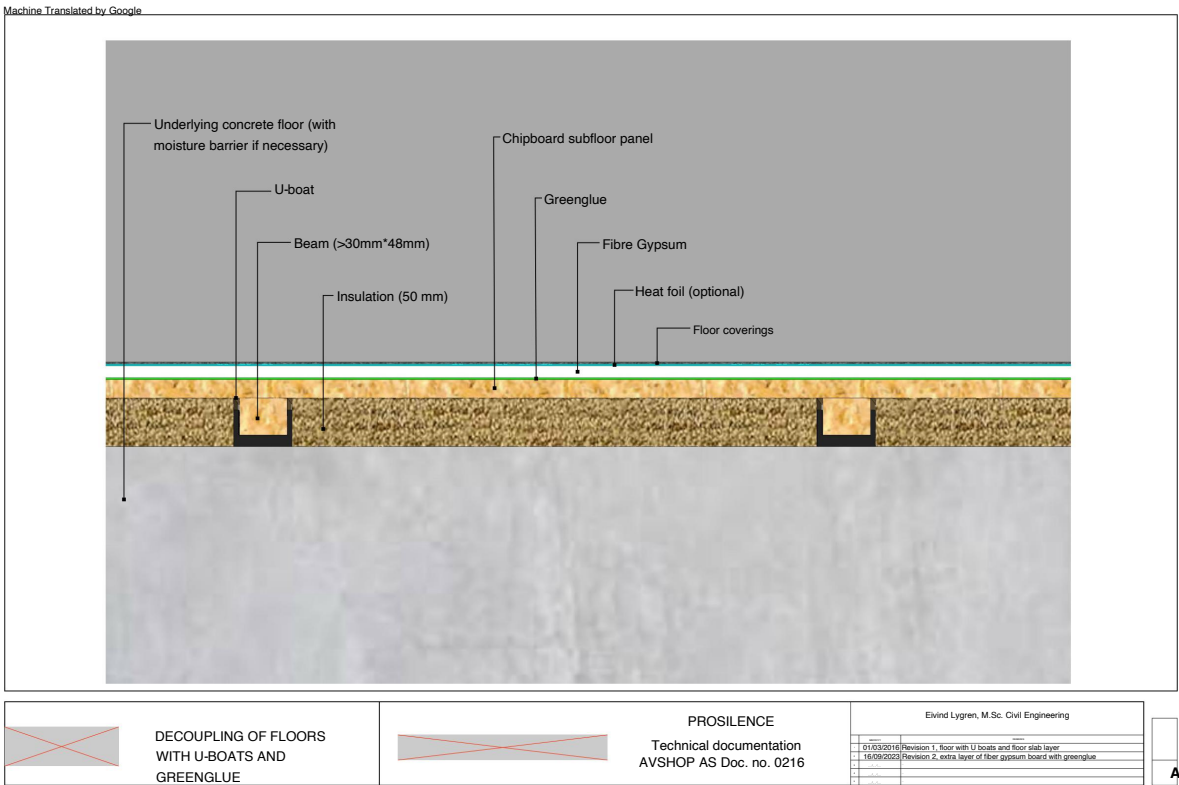 Machine Translated by Google
Underlying concrete floor (with
moisture barrier if necessary)
Chipboard subfloor panel
U-boat
Greenglue
Beam (>30mm*48mm)
Fibre Gypsum
Insulation (50 mm)
Heat foil (optional)
Floor coverings
DECOUPLING OF FLOORS
WITH U-BOATS AND
GREENGLUE
PROSILENCE
Technical documentation
AVSHOP AS Doc. no. 0216
Eivind Lygren, M.Sc. Civil Engineering
01/03/2016 Revision 1, floor with U boats and floor slab layer
16/09/2023 Revision 2, extra layer of fiber gypsum board with greenglue
A